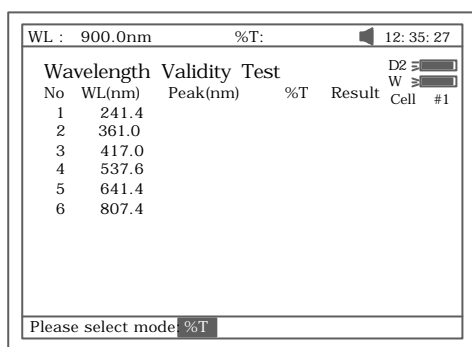 WL : 900.0nm %T: 12: 35: 27
Wavelength Validity Test D2
W
No WL(nm) Peak(nm) %T Result Cell #1
1 241.4
2 361.0
3 417.0
4 537.6
5 641.4
6 807.4
Please select mode: %T